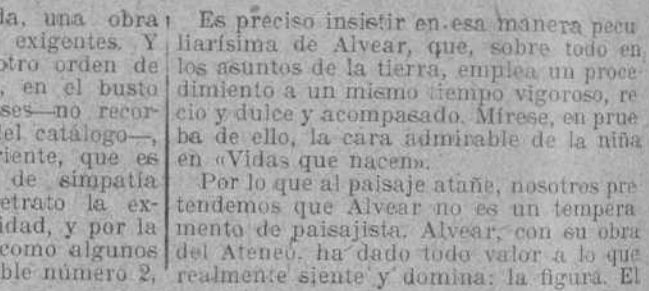 da, una obra
exigentes. Y
otro orden de
, en el busto
ses—no recor-
del catálogo—,
riente, que es
de simpatía
etrato la ex-
idad, y por la
como algunos
ble número 2,
Es preciso insistir en esa manera pecu
liarísima de Alvear, que, sobre todo en
los asuntos de la tierra, emplea un proce
dimiento a un mismo tiempo vigoroso, re
cio y dulce y acompasado. Mírese, en prue
ba de ello, la cara admirable de la niña
en «Vidas que nacen».
Por lo que al paisaje atañe, nosotros pre
tendemos que Alvear no es un tempera
mento de paisajista. Alvear, con su obra
del Ateneo, ha dado todo valor a lo que
realmente siente y domina: la figura. El